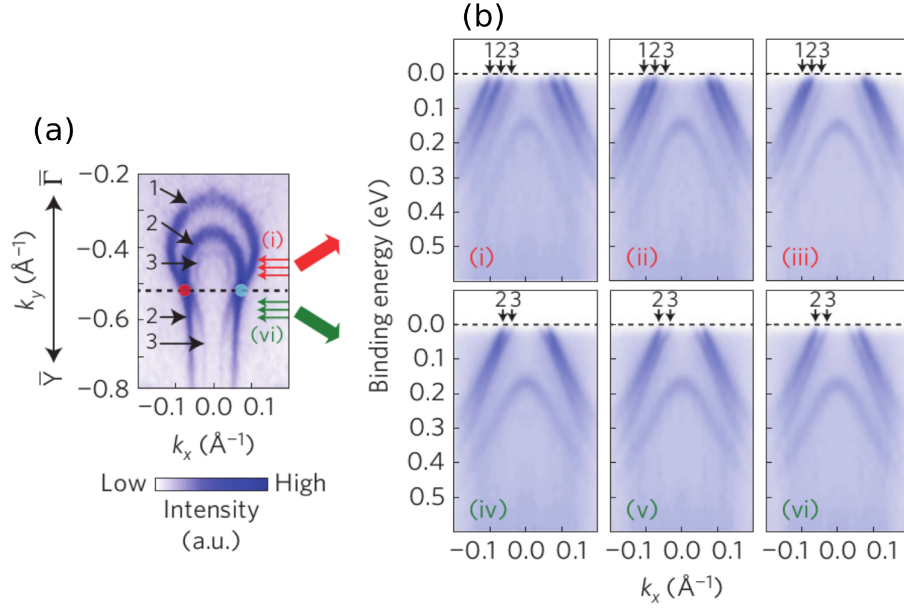 (a)
Γ̅
Y̅
k_y (Å⁻¹)
−0.2
−0.4
−0.6
−0.8
1
2
3
2
3
(i)
(vi)
−0.1 0.0 0.1
k_x (Å⁻¹)
Low High
Intensity
(a.u.)
(b)
Binding energy (eV)
0.0
0.1
0.2
0.3
0.4
0.5
123
(i)
123
(ii)
123
(iii)
0.0
0.1
0.2
0.3
0.4
0.5
23
(iv)
23
(v)
23
(vi)
−0.1 0.0 0.1
−0.1 0.0 0.1
−0.1 0.0 0.1
k_x (Å⁻¹)